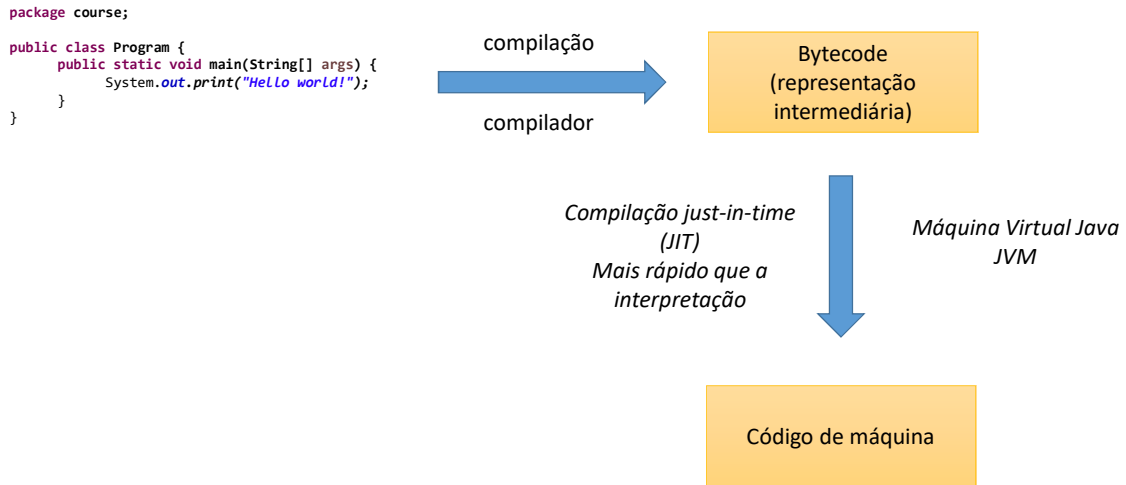 package course;
public class Program {
public static void main(String[] args) {
System.out.print("Hello world!");
}
}
compilação
compilador
Bytecode
(representação
intermediária)
Compilação just-in-time
(JIT)
Mais rápido que a
interpretação
Máquina Virtual Java
JVM
Código de máquina